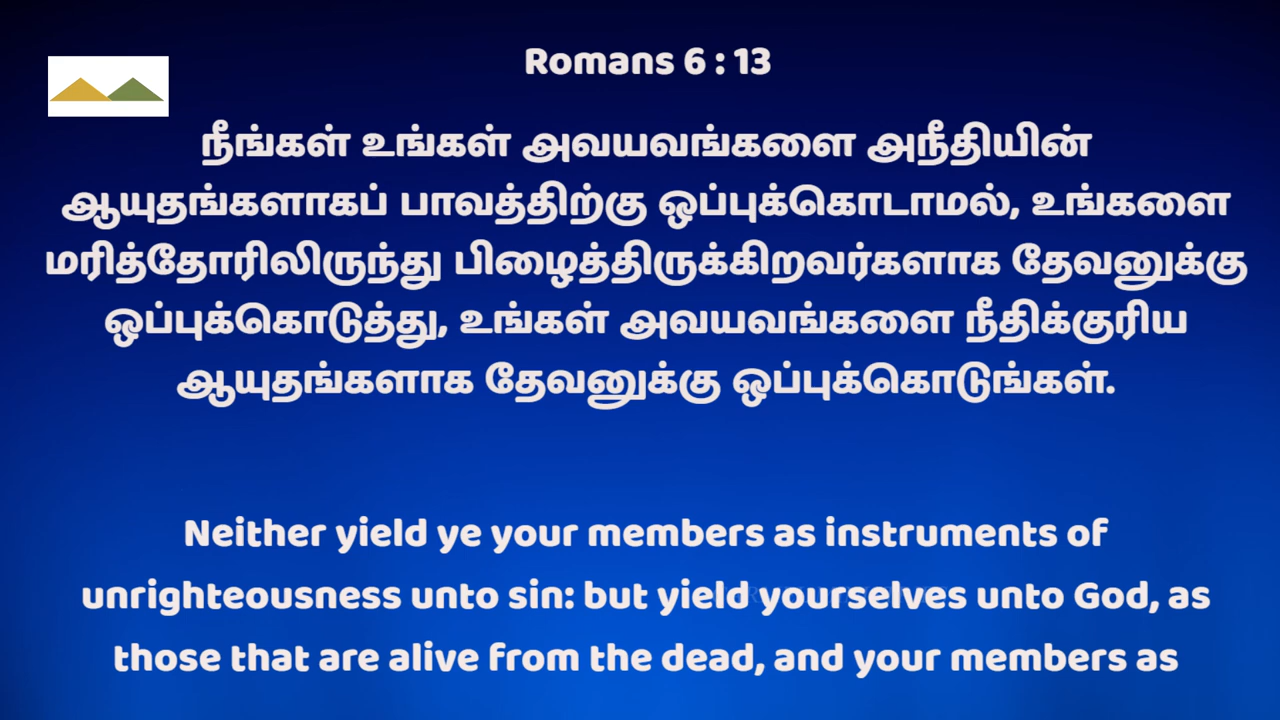 Romans 6 : 13
நீங்கள் உங்கள் அவயவங்களை அநீதியின்
ஆயுதங்களாகப் பாவத்திற்கு ஒப்புக்கொடாமல், உங்களை
மரித்தோரிலிருந்து பிழைத்திருக்கிறவர்களாக தேவனுக்கு
ஒப்புக்கொடுத்து, உங்கள் அவயவங்களை நீதிக்குரிய
ஆயுதங்களாக தேவனுக்கு ஒப்புக்கொடுங்கள்.
Neither yield ye your members as instruments of
unrighteousness unto sin: but yield yourselves unto God, as
those that are alive from the dead, and your members as